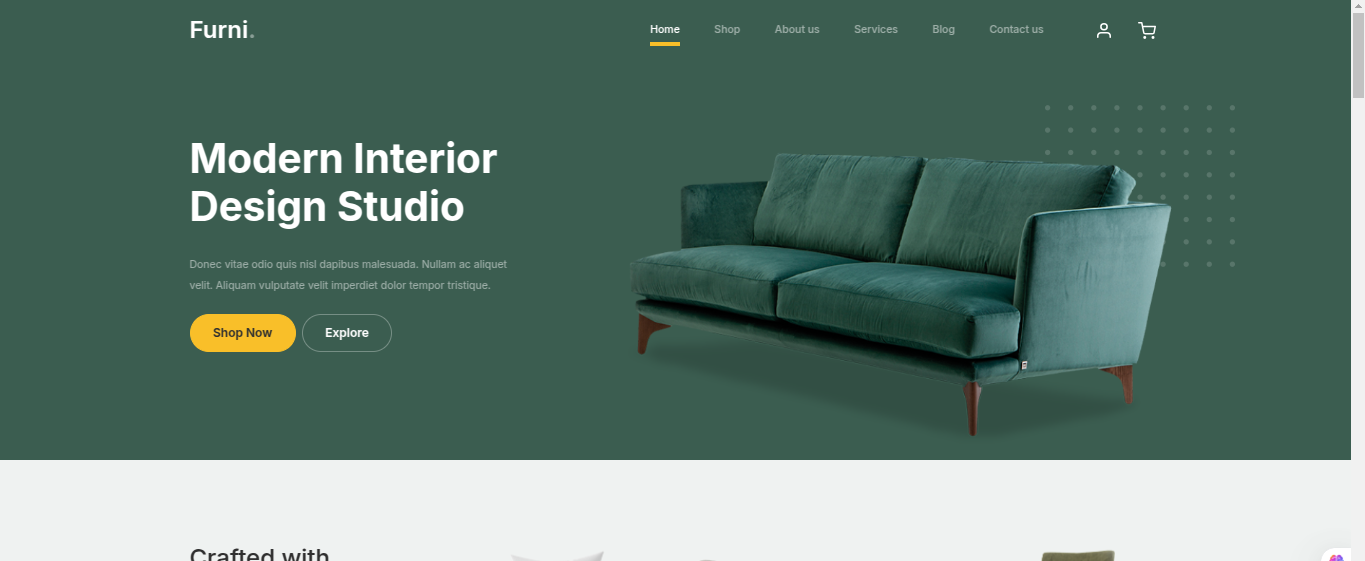 Furni.
Home Shop About us Services Blog Contact us
Modern Interior
Design Studio
Donec vitae odio quis nisl dapibus malesuada. Nullam ac aliquet
velit. Aliquam vulputate velit imperdiet dolor tempor tristique.
Shop Now Explore
Crafted with